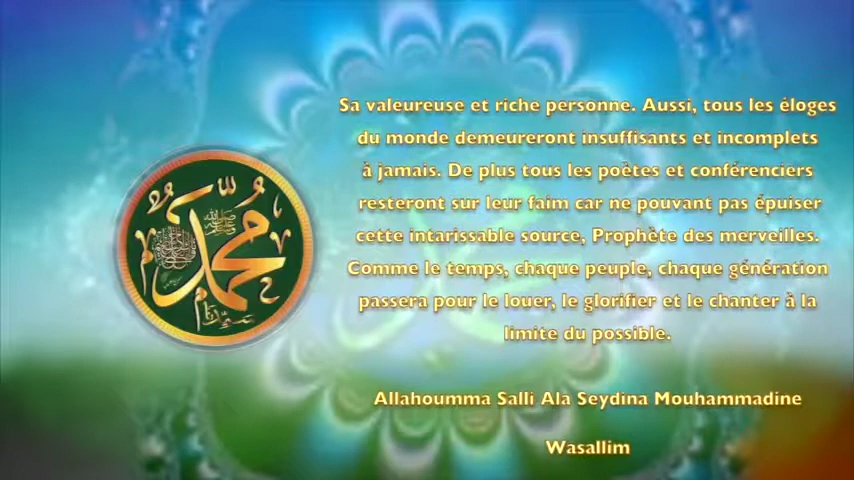 Sa valeureuse et riche personne. Aussi, tous les éloges
du monde demeureront insuffisants et incomplets
à jamais. De plus tous les poètes et conférenciers
resteront sur leur faim car ne pouvant pas épuiser
cette intarissable source, Prophète des merveilles.
Comme le temps, chaque peuple, chaque génération
passera pour le louer, le glorifier et le chanter à la
limite du possible.
Allahoumma Salli Ala Seydina Mouhammadine
Wasallim
محمد